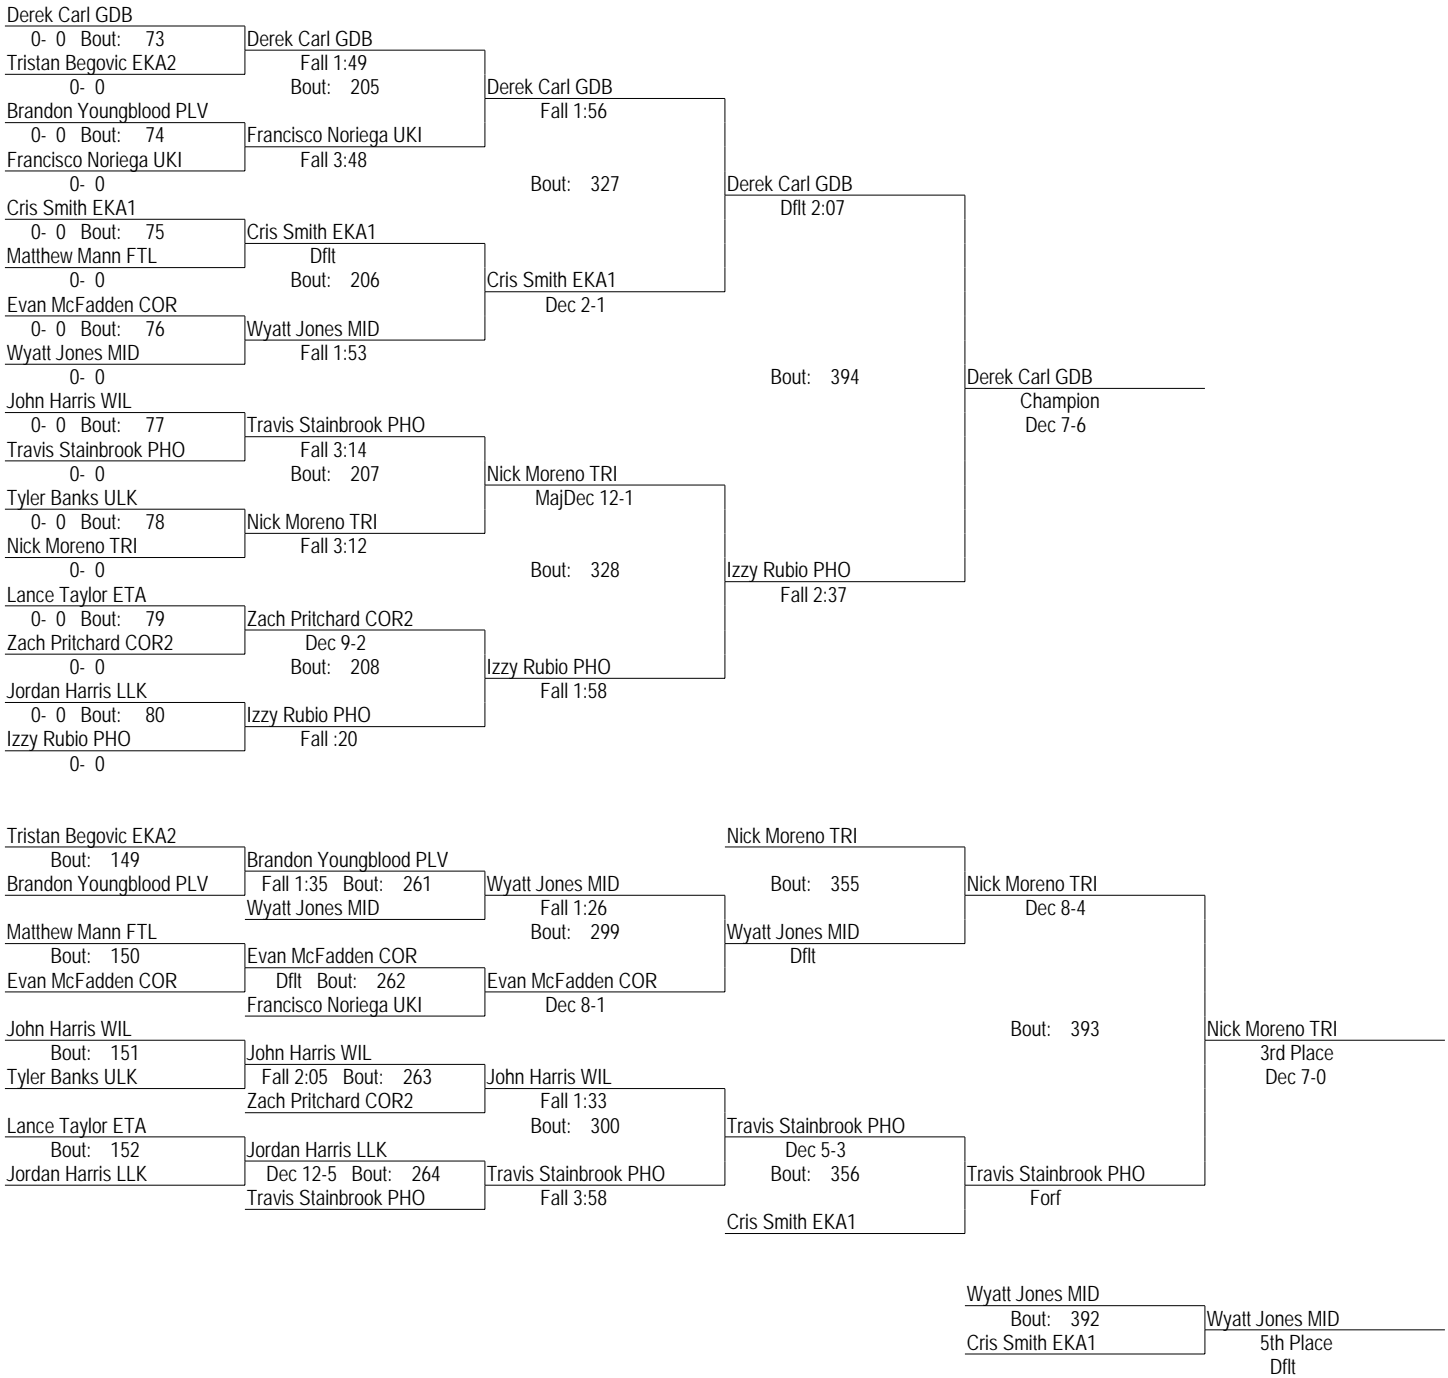 Derek Carl GDB
0- 0 Bout: 73 Derek Carl GDB
Tristan Begovic EKA2 Fall 1:49
0- 0 Bout: 205 Derek Carl GDB
Brandon Youngblood PLV Fall 1:56
0- 0 Bout: 74 Francisco Noriega UKI
Francisco Noriega UKI Fall 3:48
0- 0 Bout: 327 Derek Carl GDB
Cris Smith EKA1 Dflt 2:07
0- 0 Bout: 75 Cris Smith EKA1
Matthew Mann FTL Dflt
0- 0 Bout: 206 Cris Smith EKA1
Evan McFadden COR Dec 2-1
0- 0 Bout: 76 Wyatt Jones MID
Wyatt Jones MID Fall 1:53
0- 0 Bout: 394 Derek Carl GDB
John Harris WIL Champion
0- 0 Bout: 77 Travis Stainbrook PHO Dec 7-6
Travis Stainbrook PHO Fall 3:14
0- 0 Bout: 207 Nick Moreno TRI
Tyler Banks ULK MajDec 12-1
0- 0 Bout: 78 Nick Moreno TRI
Nick Moreno TRI Fall 3:12
0- 0 Bout: 328 Izzy Rubio PHO
Lance Taylor ETA Fall 2:37
0- 0 Bout: 79 Zach Pritchard COR2
Zach Pritchard COR2 Dec 9-2
0- 0 Bout: 208 Izzy Rubio PHO
Jordan Harris LLK Fall 1:58
0- 0 Bout: 80 Izzy Rubio PHO
Izzy Rubio PHO Fall :20
0- 0
Tristan Begovic EKA2 Nick Moreno TRI
Bout: 149 Brandon Youngblood PLV
Brandon Youngblood PLV Fall 1:35 Bout: 261 Wyatt Jones MID Bout: 355 Nick Moreno TRI
Wyatt Jones MID Fall 1:26 Dec 8-4
Matthew Mann FTL Bout: 299 Wyatt Jones MID
Bout: 150 Evan McFadden COR Dflt
Evan McFadden COR Dflt Bout: 262 Evan McFadden COR
Francisco Noriega UKI Dec 8-1
John Harris WIL Bout: 393 Nick Moreno TRI
Bout: 151 John Harris WIL 3rd Place
Tyler Banks ULK Fall 2:05 Bout: 263 John Harris WIL Dec 7-0
Zach Pritchard COR2 Fall 1:33
Lance Taylor ETA Bout: 300 Travis Stainbrook PHO
Bout: 152 Jordan Harris LLK Dec 5-3
Jordan Harris LLK Dec 12-5 Bout: 264 Travis Stainbrook PHO Bout: 356 Travis Stainbrook PHO
Travis Stainbrook PHO Fall 3:58 Forf
Cris Smith EKA1
Wyatt Jones MID
Bout: 392 Wyatt Jones MID
Cris Smith EKA1 5th Place
Dflt